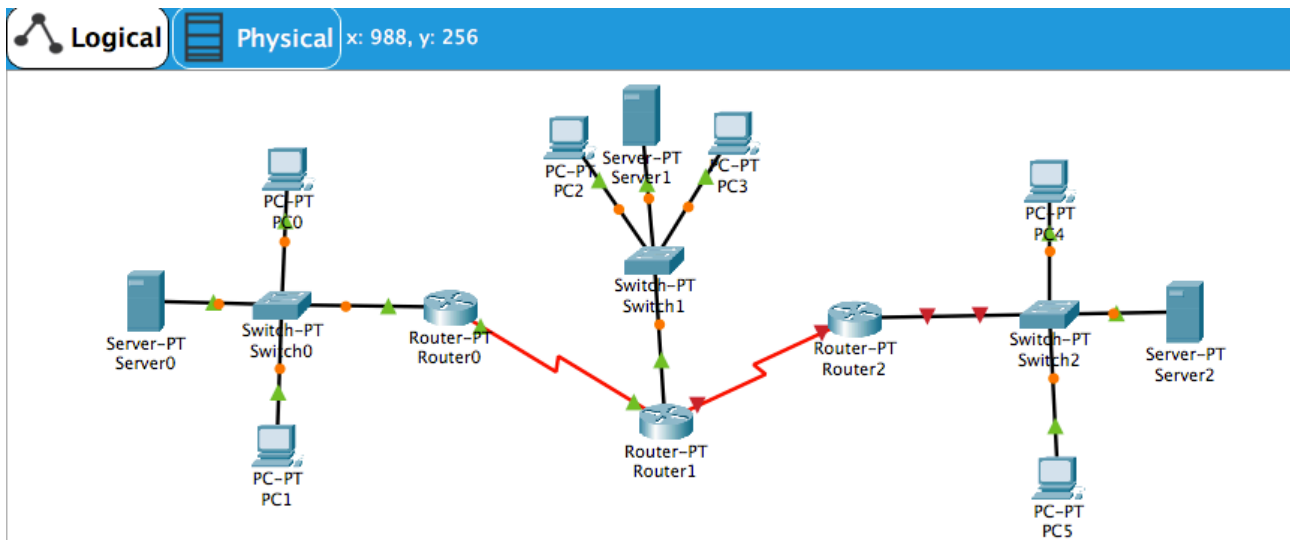 Logical
Physical
x: 988, y: 256
PC-PT
PC0
Server-PT
Server0
Switch-PT
Switch0
PC-PT
PC1
Router-PT
Router0
PC-PT
PC2
Server-PT
Server1
PC-PT
PC3
Switch-PT
Switch1
Router-PT
Router1
Router-PT
Router2
PC-PT
PC4
Switch-PT
Switch2
Server-PT
Server2
PC-PT
PC5